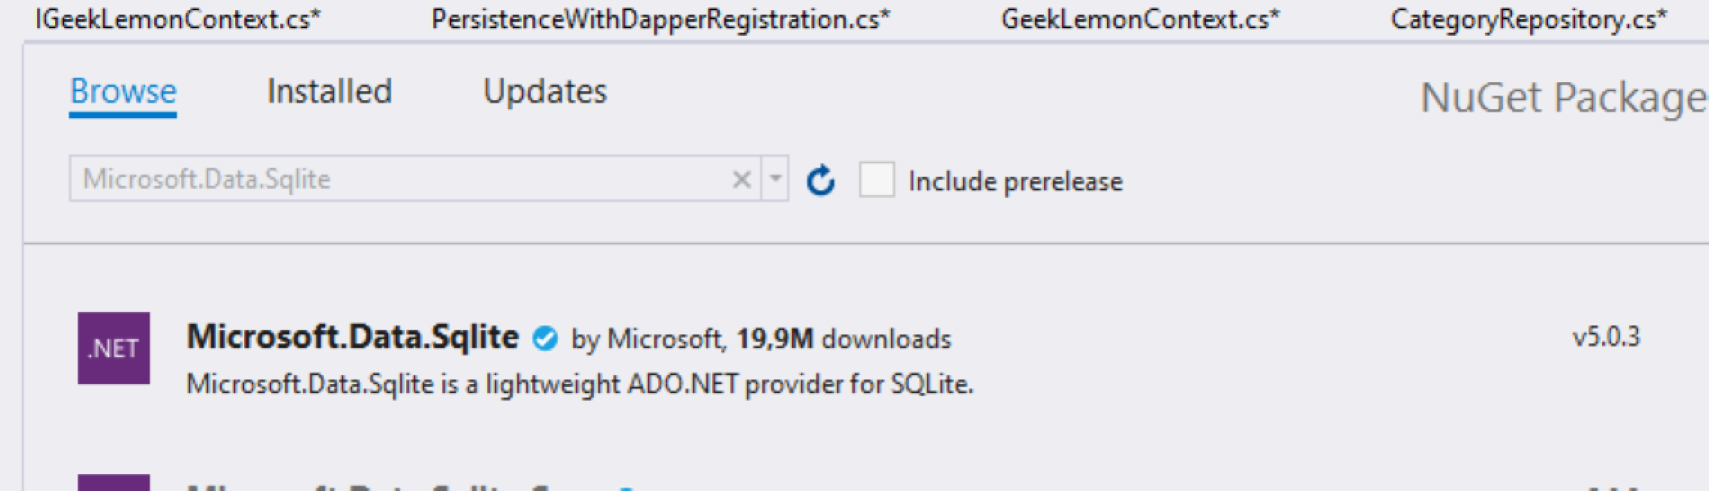 IGeekLemonContext.cs* PersistenceWithDapperRegistration.cs* GeekLemonContext.cs* CategoryRepository.cs*
Browse Installed Updates NuGet Package
Microsoft.Data.Sqlite Include prerelease
.NET Microsoft.Data.Sqlite by Microsoft, 19,9M downloads v5.0.3
Microsoft.Data.Sqlite is a lightweight ADO.NET provider for SQLite.